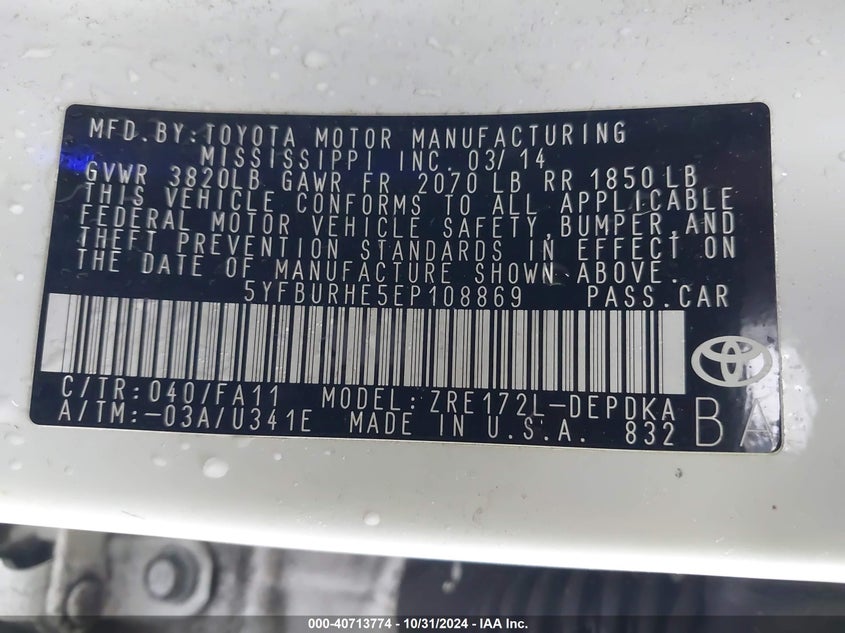 MFD.BY:TOYOTA MOTOR MANUFACTURING
MISSISSIPPI INC. 03/14
GVWR 3820LB GAWR FR 2070 LB RR 1850 LB
THIS VEHICLE CONFORMS TO ALL APPLICABLE
FEDERAL MOTOR VEHICLE SAFETY,BUMPER,AND
THEFT PREVENTION STANDARDS IN EFFECT ON
THE DATE OF MANUFACTURE SHOWN ABOVE.
5YFBURHE5EP108869 PASS.CAR
C/TR:040/FA11 MODEL:ZRE172L-DEPDKA
A/TM:-03A/U341E MADE IN U.S.A. 832 BA
000-40713774 - 10/31/2024 - IAA Inc.